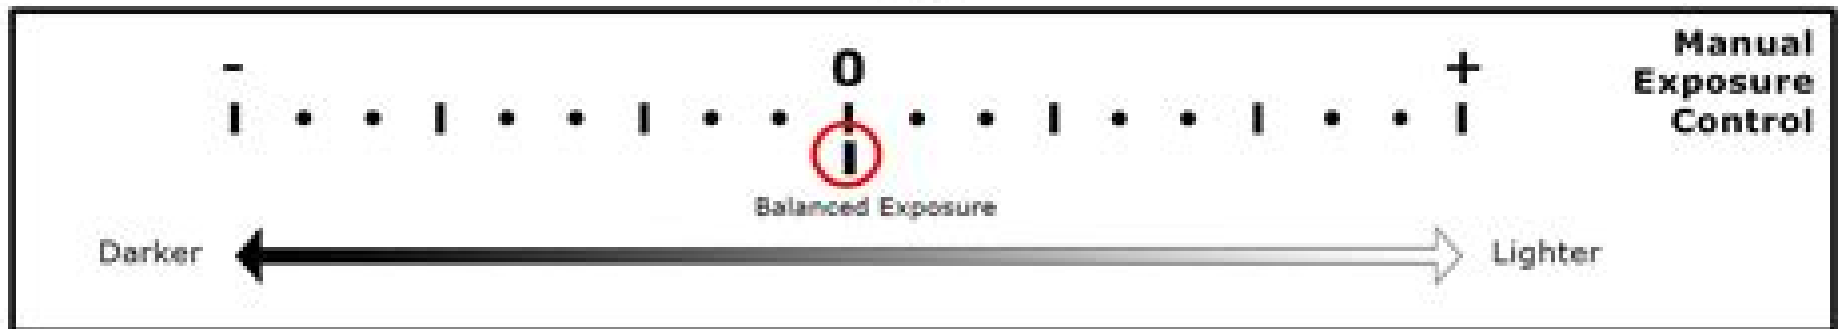 - 0 +
Manual
Exposure
Control
Balanced Exposure
Darker Lighter